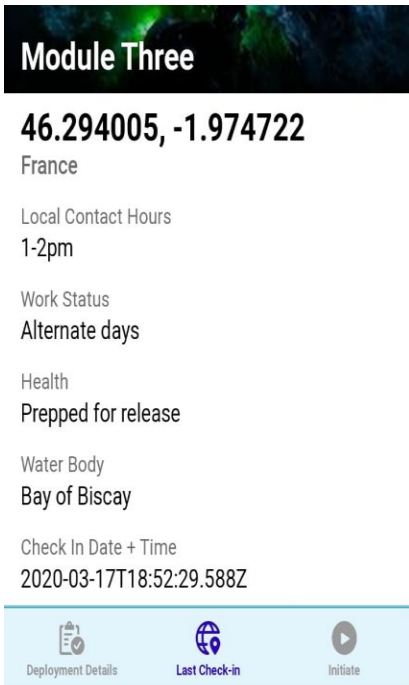 Module Three
46.294005, -1.974722
France
Local Contact Hours
1-2pm
Work Status
Alternate days
Health
Prepped for release
Water Body
Bay of Biscay
Check In Date + Time
2020-03-17T18:52:29.588Z
Deployment Details
Last Check-in
Initiate